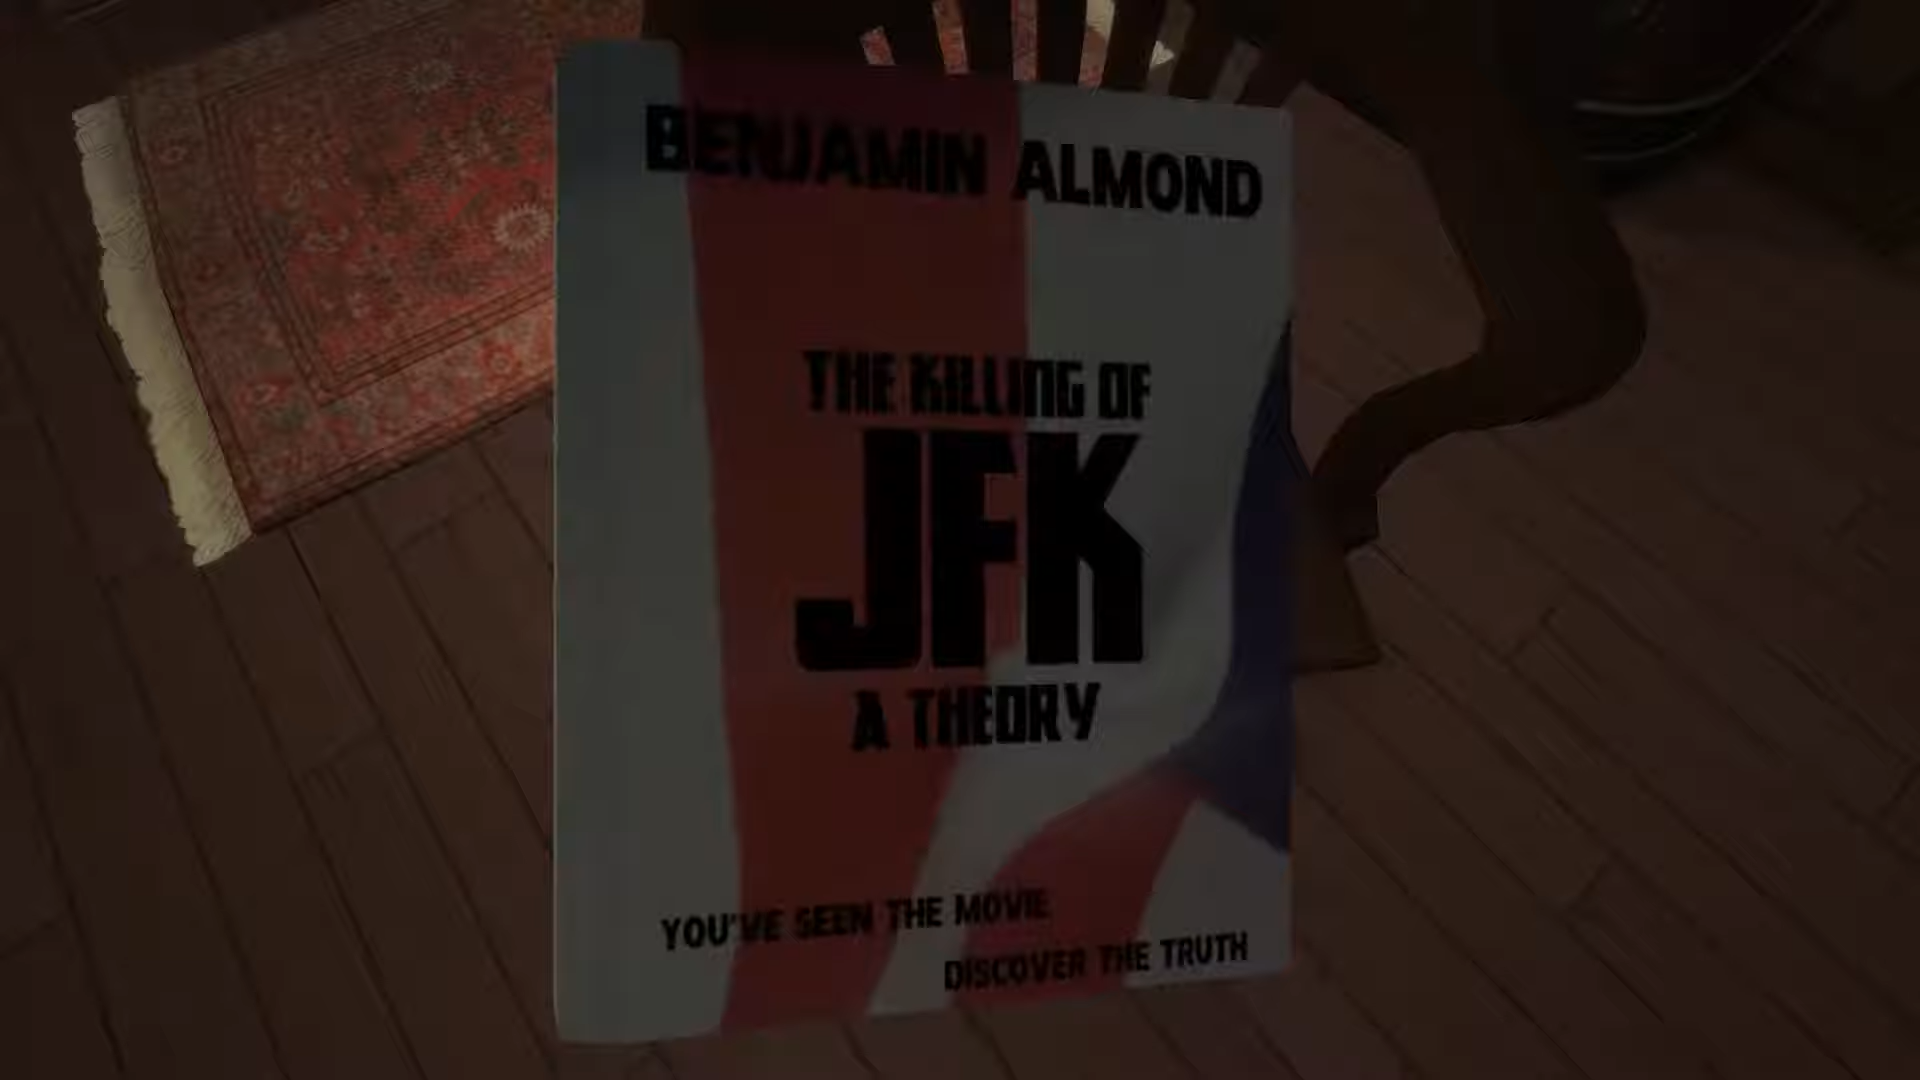 BENJAMIN ALMOND
THE KILLING OF
JFK
A THEORY
YOU'VE SEEN THE MOVIE
DISCOVER THE TRUTH